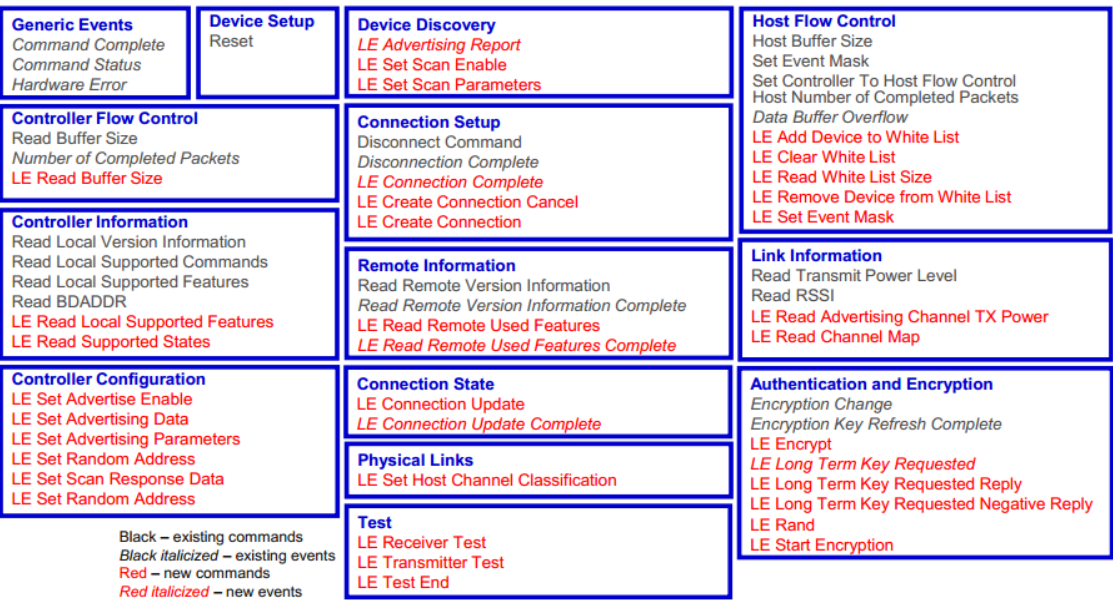 Generic Events
Command Complete
Command Status
Hardware Error
Device Setup
Reset
Controller Flow Control
Read Buffer Size
Number of Completed Packets
LE Read Buffer Size
Controller Information
Read Local Version Information
Read Local Supported Commands
Read Local Supported Features
Read BDADDR
LE Read Local Supported Features
LE Read Supported States
Controller Configuration
LE Set Advertise Enable
LE Set Advertising Data
LE Set Advertising Parameters
LE Set Random Address
LE Set Scan Response Data
LE Set Random Address
Black – existing commands
Black italicized – existing events
Red – new commands
Red italicized – new events
Device Discovery
LE Advertising Report
LE Set Scan Enable
LE Set Scan Parameters
Connection Setup
Disconnect Command
Disconnection Complete
LE Connection Complete
LE Create Connection Cancel
LE Create Connection
Remote Information
Read Remote Version Information
Read Remote Version Information Complete
LE Read Remote Used Features
LE Read Remote Used Features Complete
Connection State
LE Connection Update
LE Connection Update Complete
Physical Links
LE Set Host Channel Classification
Test
LE Receiver Test
LE Transmitter Test
LE Test End
Host Flow Control
Host Buffer Size
Set Event Mask
Set Controller To Host Flow Control
Host Number of Completed Packets
Data Buffer Overflow
LE Add Device to White List
LE Clear White List
LE Read White List Size
LE Remove Device from White List
LE Set Event Mask
Link Information
Read Transmit Power Level
Read RSSI
LE Read Advertising Channel TX Power
LE Read Channel Map
Authentication and Encryption
Encryption Change
Encryption Key Refresh Complete
LE Encrypt
LE Long Term Key Requested
LE Long Term Key Requested Reply
LE Long Term Key Requested Negative Reply
LE Rand
LE Start Encryption